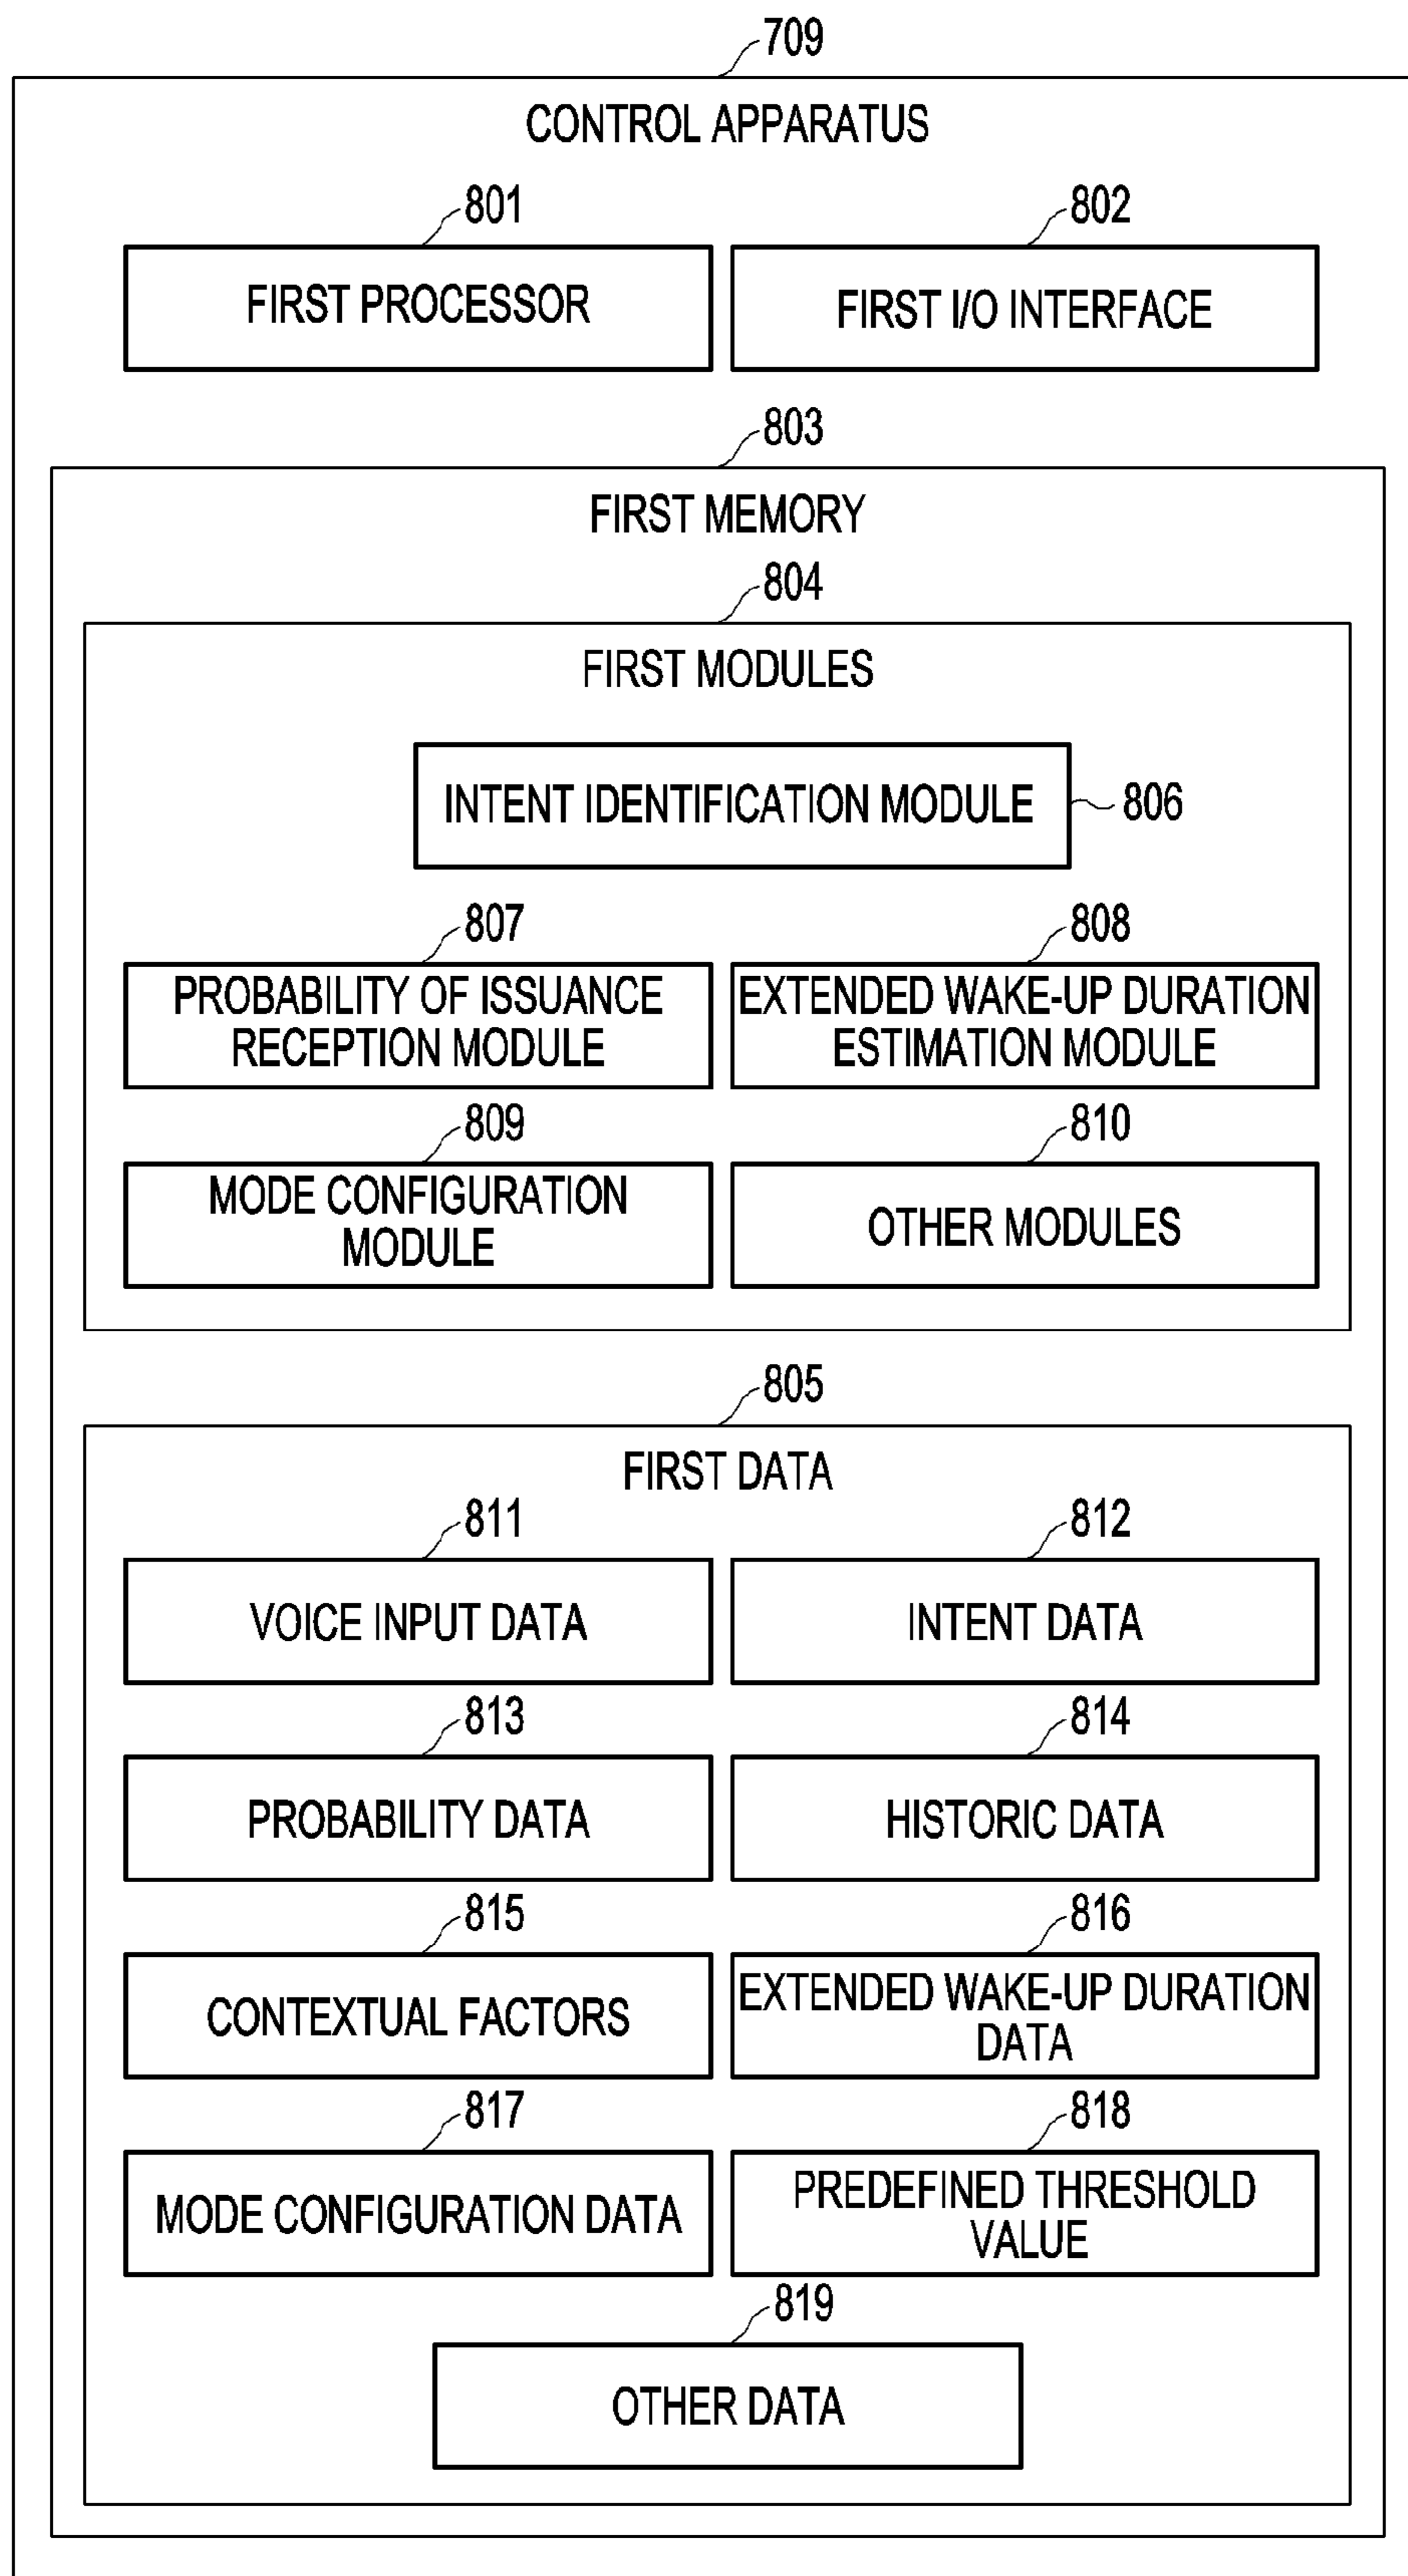 709
CONTROL APPARATUS
801
802
FIRST PROCESSOR
FIRST I/O INTERFACE
803
FIRST MEMORY
804
FIRST MODULES
INTENT IDENTIFICATION MODULE
806
807
808
PROBABILITY OF ISSUANCE
RECEPTION MODULE
EXTENDED WAKE-UP DURATION
ESTIMATION MODULE
809
810
MODE CONFIGURATION
MODULE
OTHER MODULES
805
FIRST DATA
811
812
VOICE INPUT DATA
INTENT DATA
813
814
PROBABILITY DATA
HISTORIC DATA
815
816
CONTEXTUAL FACTORS
EXTENDED WAKE-UP DURATION
DATA
817
818
MODE CONFIGURATION DATA
PREDEFINED THRESHOLD
VALUE
819
OTHER DATA